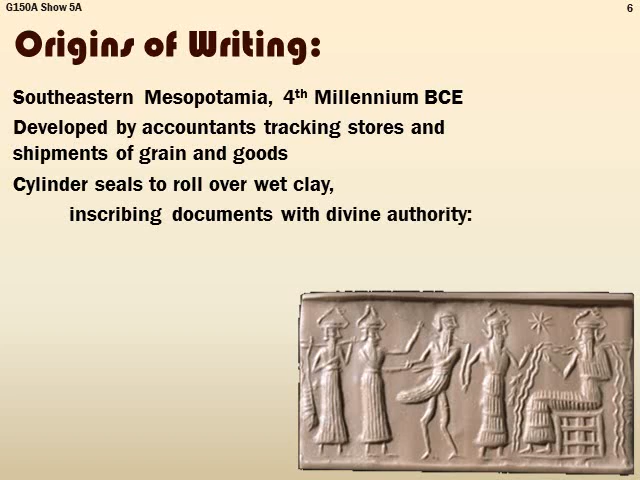 G150A Show 5A
6
Origins of Writing:
Southeastern Mesopotamia, 4th Millennium BCE
Developed by accountants tracking stores and
shipments of grain and goods
Cylinder seals to roll over wet clay,
inscribing documents with divine authority: